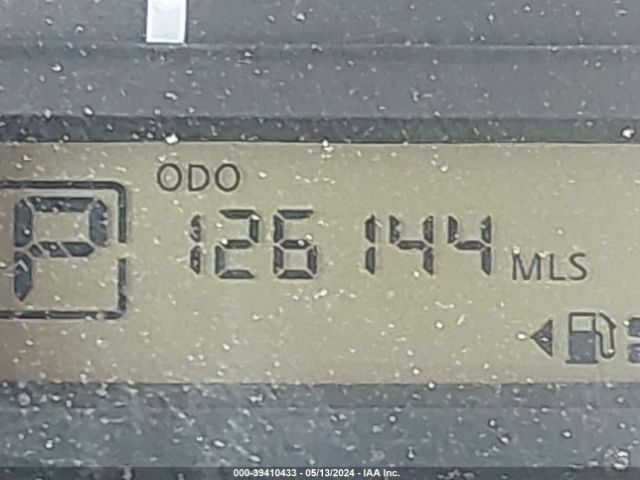 ODO
P 126144 MLS
000-39410433 - 05/13/2024 - IAA Inc.